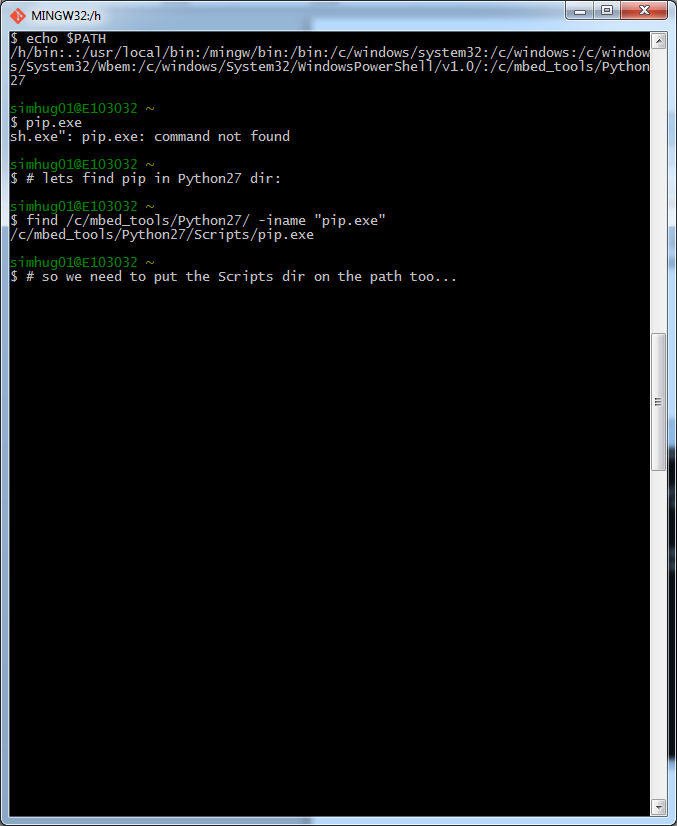 MINGW32:/h
$ echo $PATH
/h/bin:.:/usr/local/bin:/mingw/bin:/bin:/c/windows/system32:/c/windows:/c/window
s/System32/Wbem:/c/windows/System32/WindowsPowerShell/v1.0/:/c/mbed_tools/Python
27
simhug01@E103032 ~
$ pip.exe
sh.exe": pip.exe: command not found
simhug01@E103032 ~
$ # lets find pip in Python27 dir:
simhug01@E103032 ~
$ find /c/mbed_tools/Python27/ -iname "pip.exe"
/c/mbed_tools/Python27/Scripts/pip.exe
simhug01@E103032 ~
$ # so we need to put the Scripts dir on the path too...